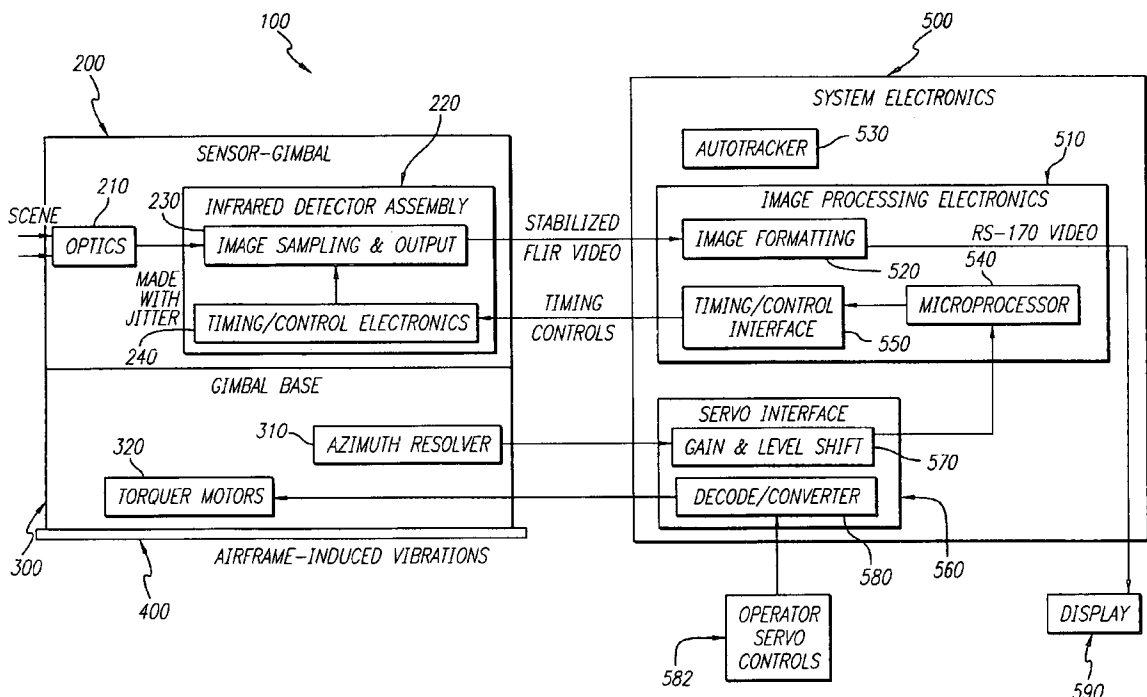 100
500
200
SYSTEM ELECTRONICS
220
530
SENSOR-GIMBAL
AUTOTRACKER
510
210
230
INFRARED DETECTOR ASSEMBLY
IMAGE PROCESSING ELECTRONICS
SCENE
STABILIZED
OPTICS
IMAGE SAMPLING & OUTPUT
IMAGE FORMATTING
RS-170 VIDEO
FLIR VIDEO
520
540
MADE
WITH
JITTER
TIMING
TIMING/CONTROL
INTERFACE
MICROPROCESSOR
TIMING/CONTROL ELECTRONICS
CONTROLS
240
550
GIMBAL BASE
SERVO INTERFACE
310
AZIMUTH RESOLVER
GAIN & LEVEL SHIFT
570
320
TORQUER MOTORS
DECODE/CONVERTER
300
AIRFRAME-INDUCED VIBRATIONS
580
560
400
OPERATOR
SERVO
CONTROLS
DISPLAY
582
590